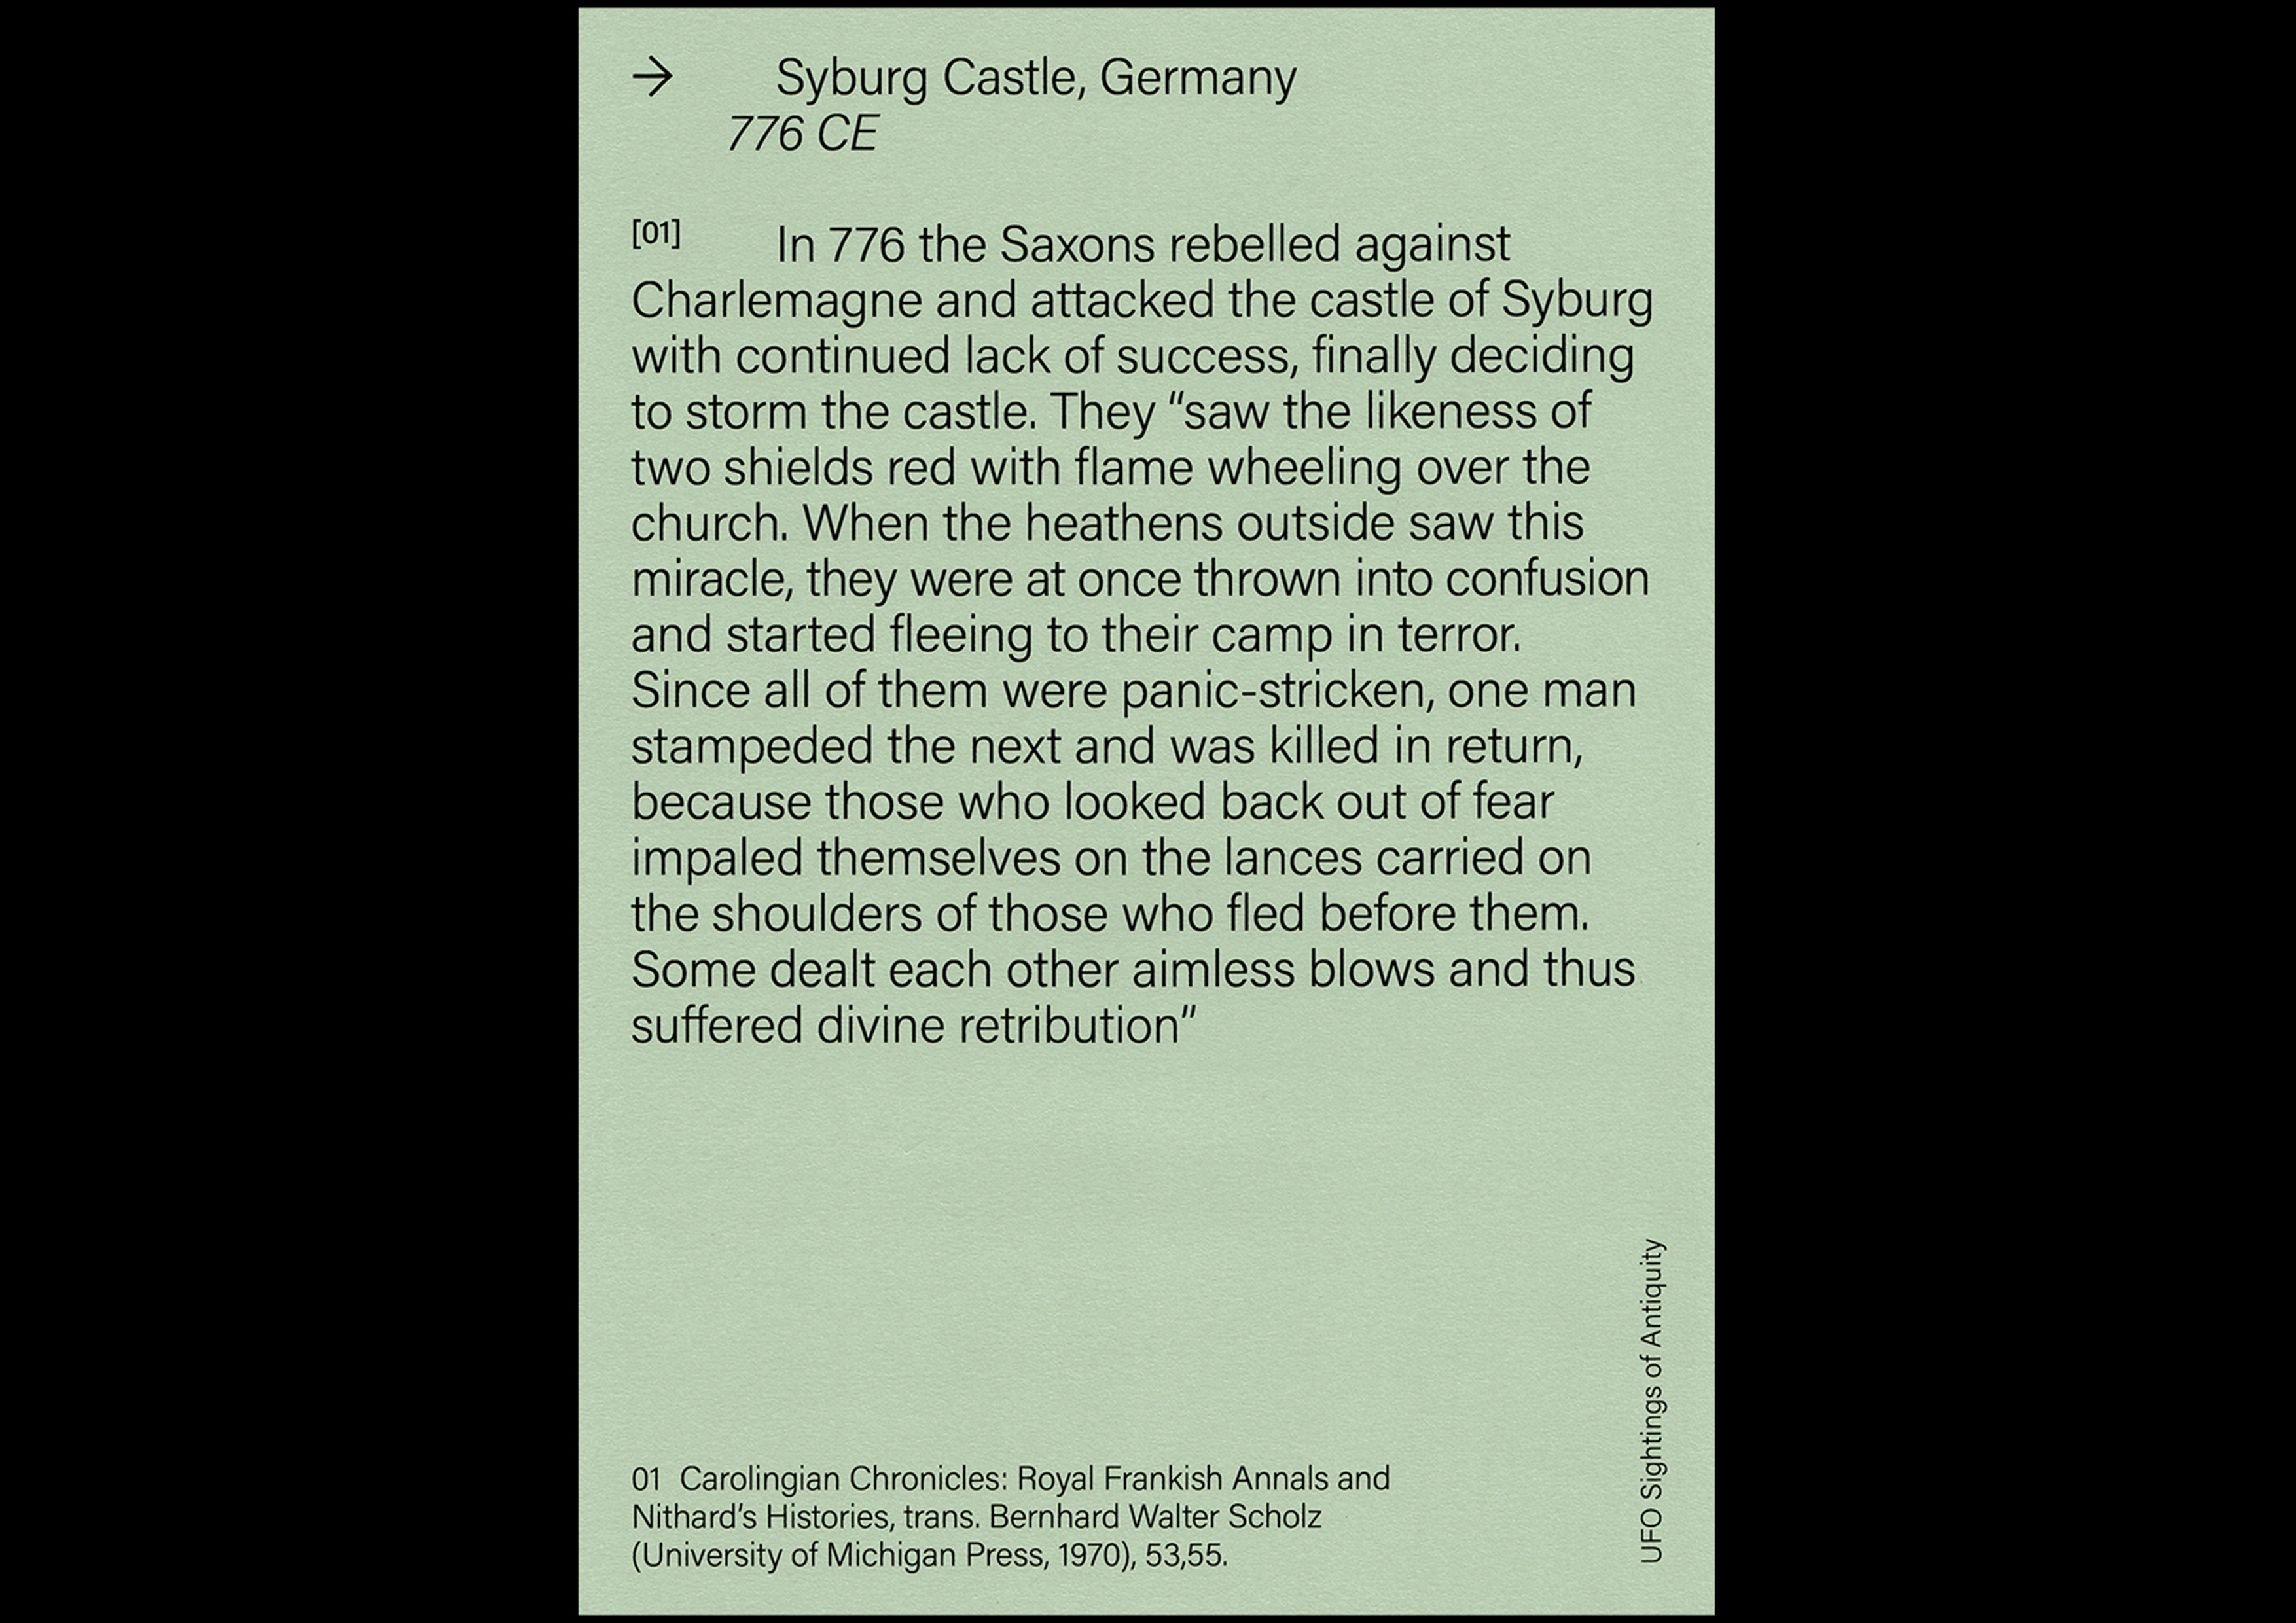 → Syburg Castle, Germany
776 CE
[01] In 776 the Saxons rebelled against
Charlemagne and attacked the castle of Syburg
with continued lack of success, finally deciding
to storm the castle. They “saw the likeness of
two shields red with flame wheeling over the
church. When the heathens outside saw this
miracle, they were at once thrown into confusion
and started fleeing to their camp in terror.
Since all of them were panic-stricken, one man
stampeded the next and was killed in return,
because those who looked back out of fear
impaled themselves on the lances carried on
the shoulders of those who fled before them.
Some dealt each other aimless blows and thus
suffered divine retribution”
01 Carolingian Chronicles: Royal Frankish Annals and
Nithard’s Histories, trans. Bernhard Walter Scholz
(University of Michigan Press, 1970), 53,55.
UFO Sightings of Antiquity